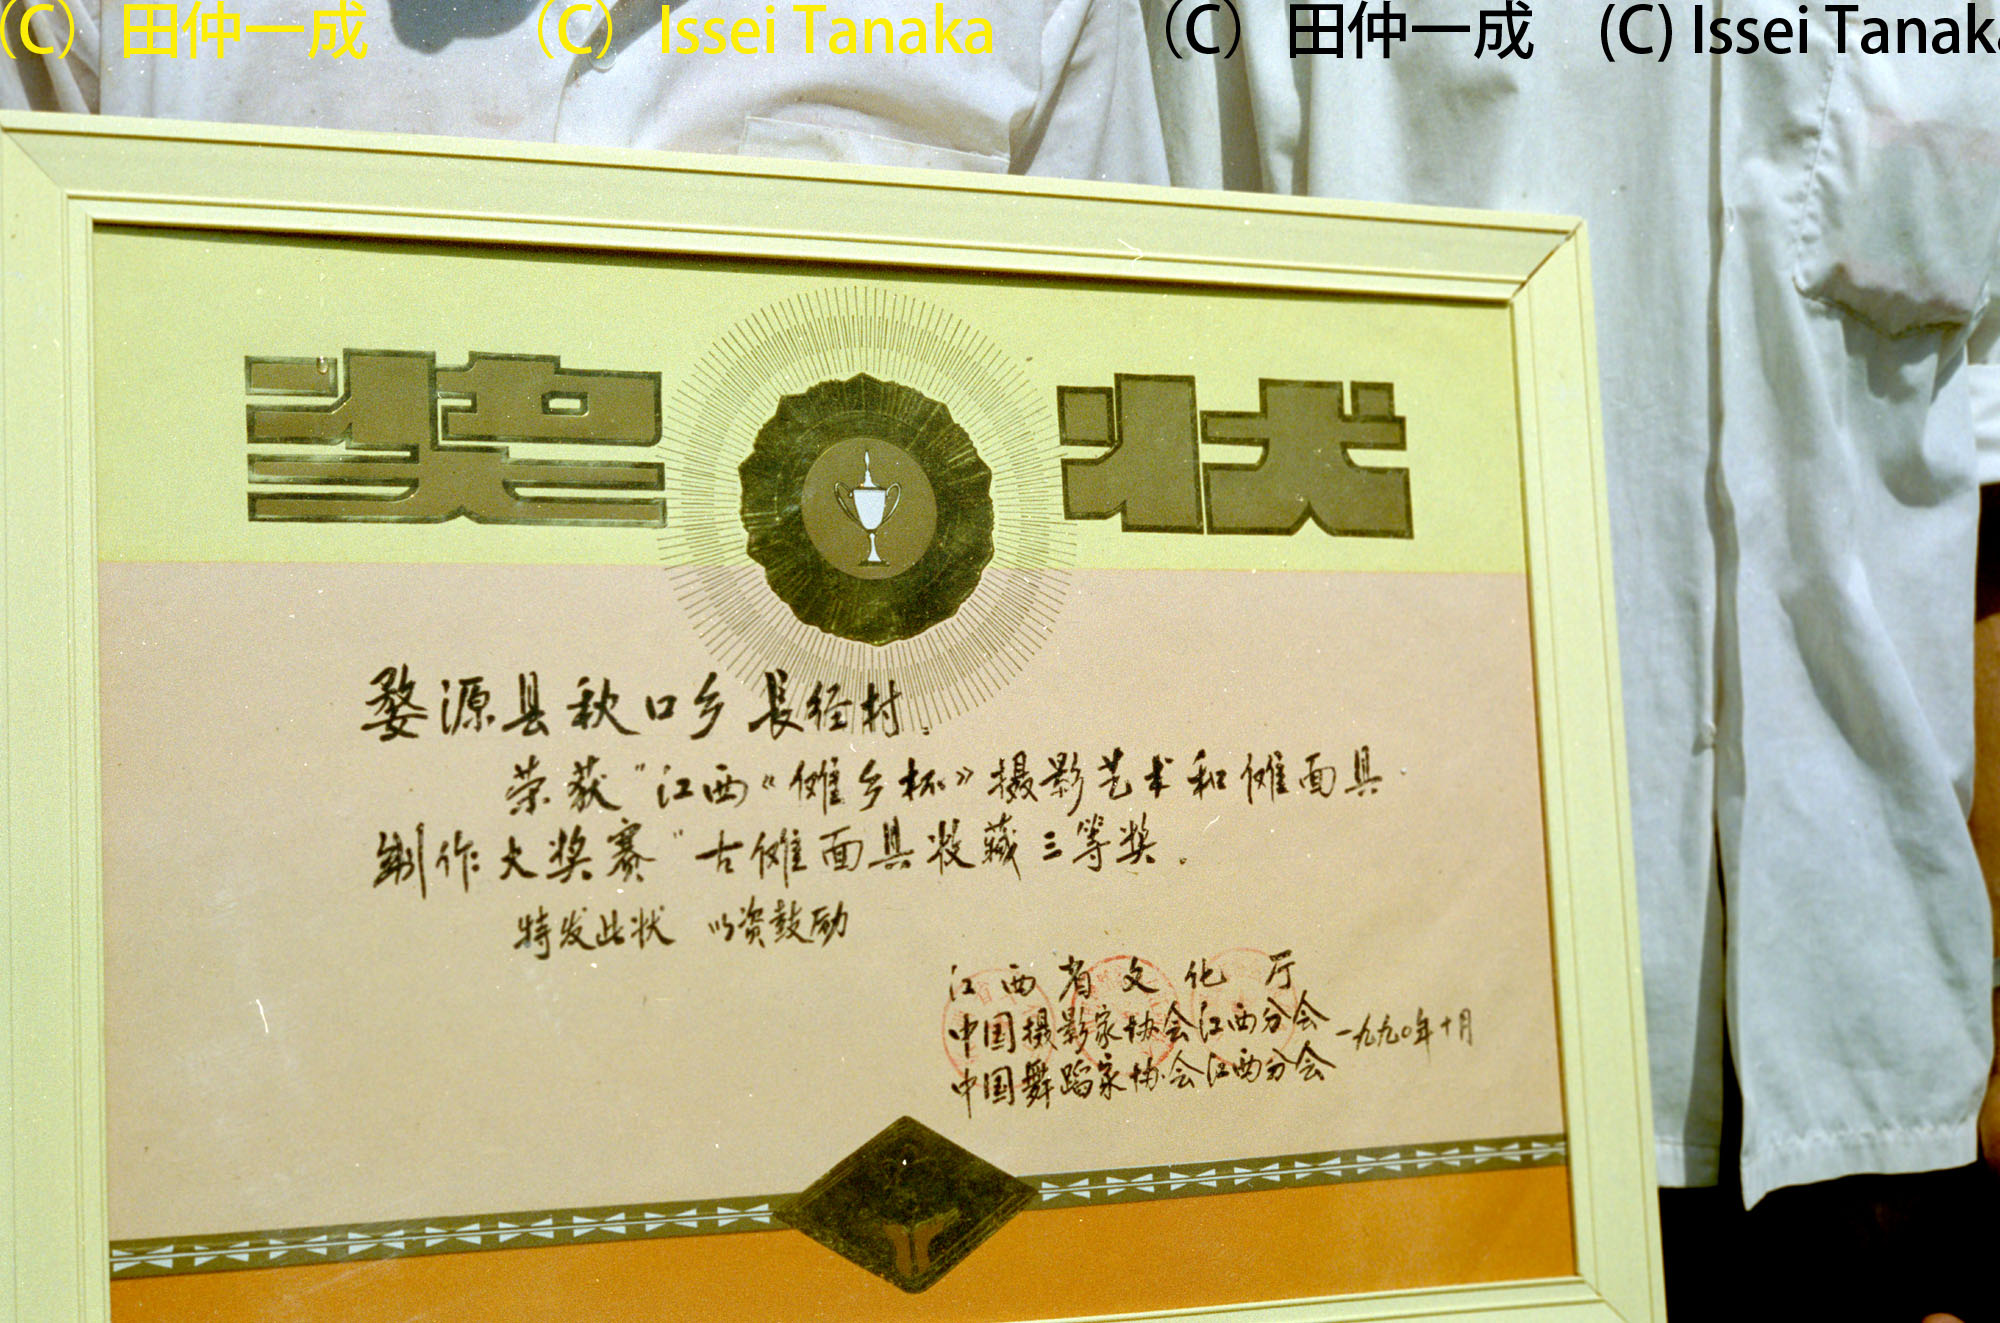 (C) 田仲一成 (C) Issei Tanaka (C) 田仲一成 (C) Issei Tanaka
奖状
婺源县秋口乡長径村.
荣获"江西《傩乡杯》摄影艺术和傩面具
制作大奖赛"古傩面具收藏三等奖.
特发此状 以资鼓励
江西省文化厅
中国摄影家协会江西分会
一九九〇年十月
中国舞蹈家协会江西分会